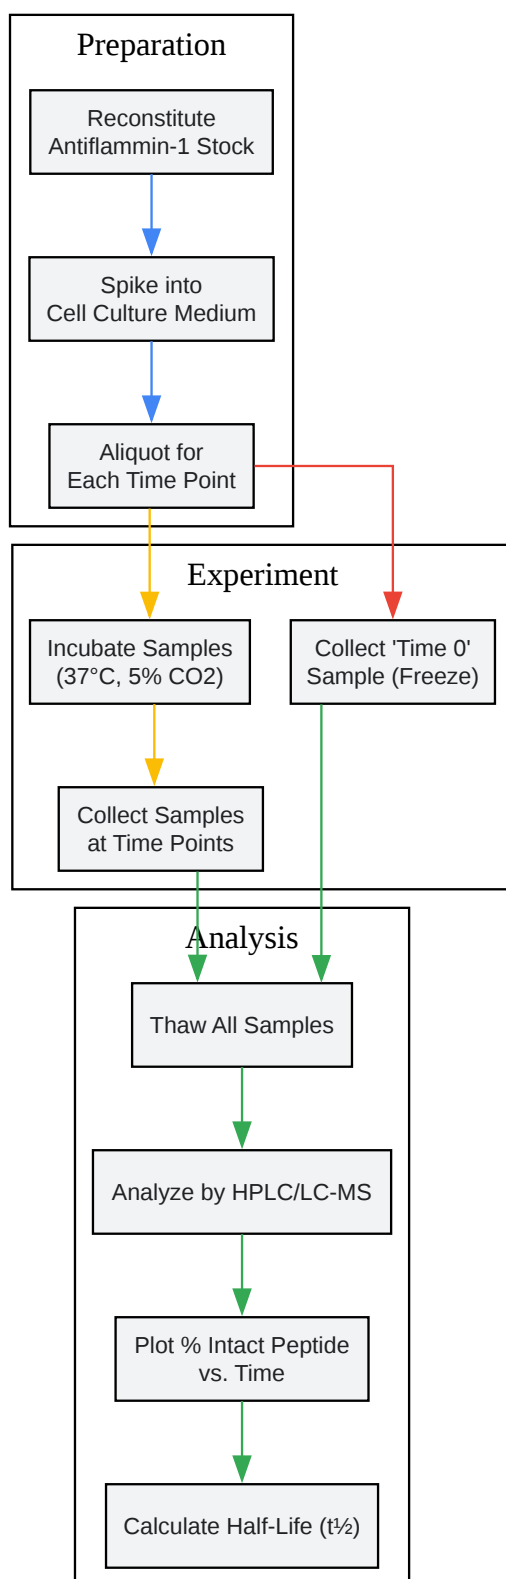 Preparation
Reconstitute
Antiflammin-1 Stock
Spike into
Cell Culture Medium
Aliquot for
Each Time Point
Experiment
Incubate Samples
(37°C, 5% CO2)
Collect 'Time 0'
Sample (Freeze)
Collect Samples
at Time Points
Analysis
Thaw All Samples
Analyze by HPLC/LC-MS
Plot % Intact Peptide
vs. Time
Calculate Half-Life (t½)